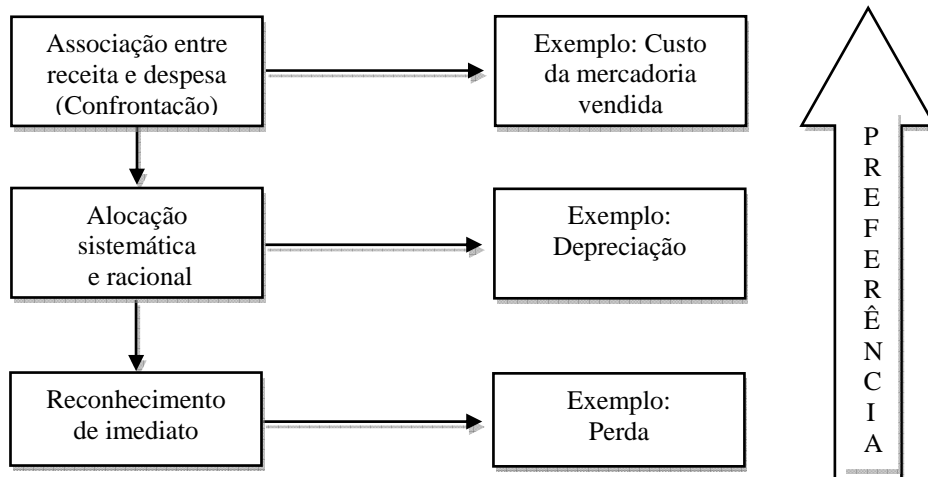 Associação entre
receita e despesa
(Confrontação)
Exemplo: Custo
da mercadoria
vendida
Alocação
sistemática
e racional
Exemplo:
Depreciação
Reconhecimento
de imediato
Exemplo:
Perda
P
R
E
F
E
R
Ê
N
C
I
A